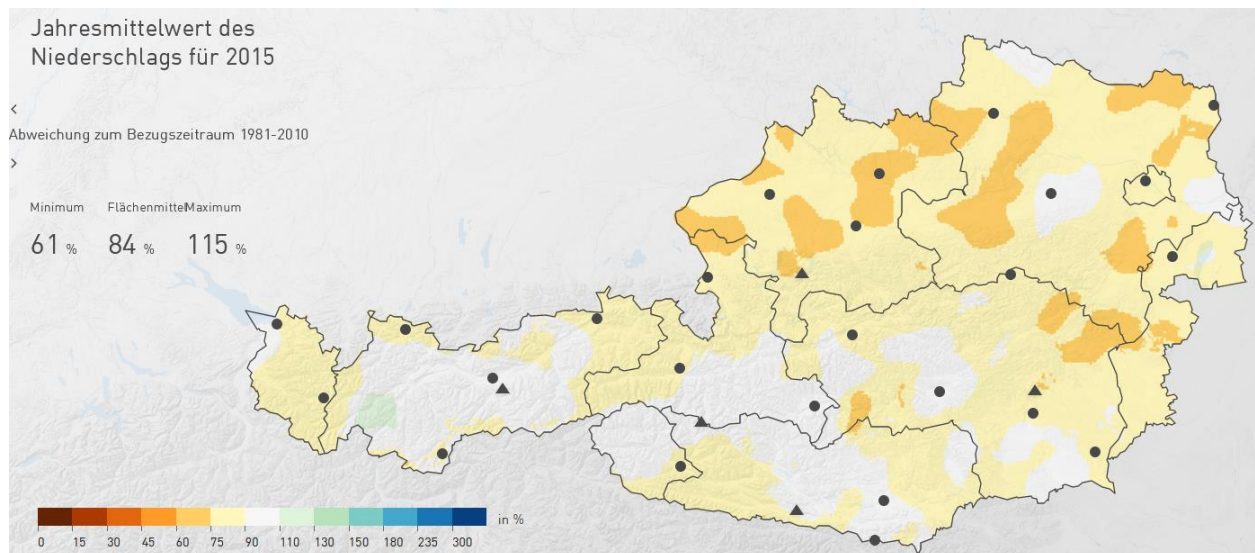 Jahresmittelwert des
Niederschlags für 2015
<
Abweichung zum Bezugszeitraum 1981-2010
>
Minimum Flächenmittel Maximum
61 % 84 % 115 %
in %
0 15 30 45 60 75 90 110 130 150 180 235 300